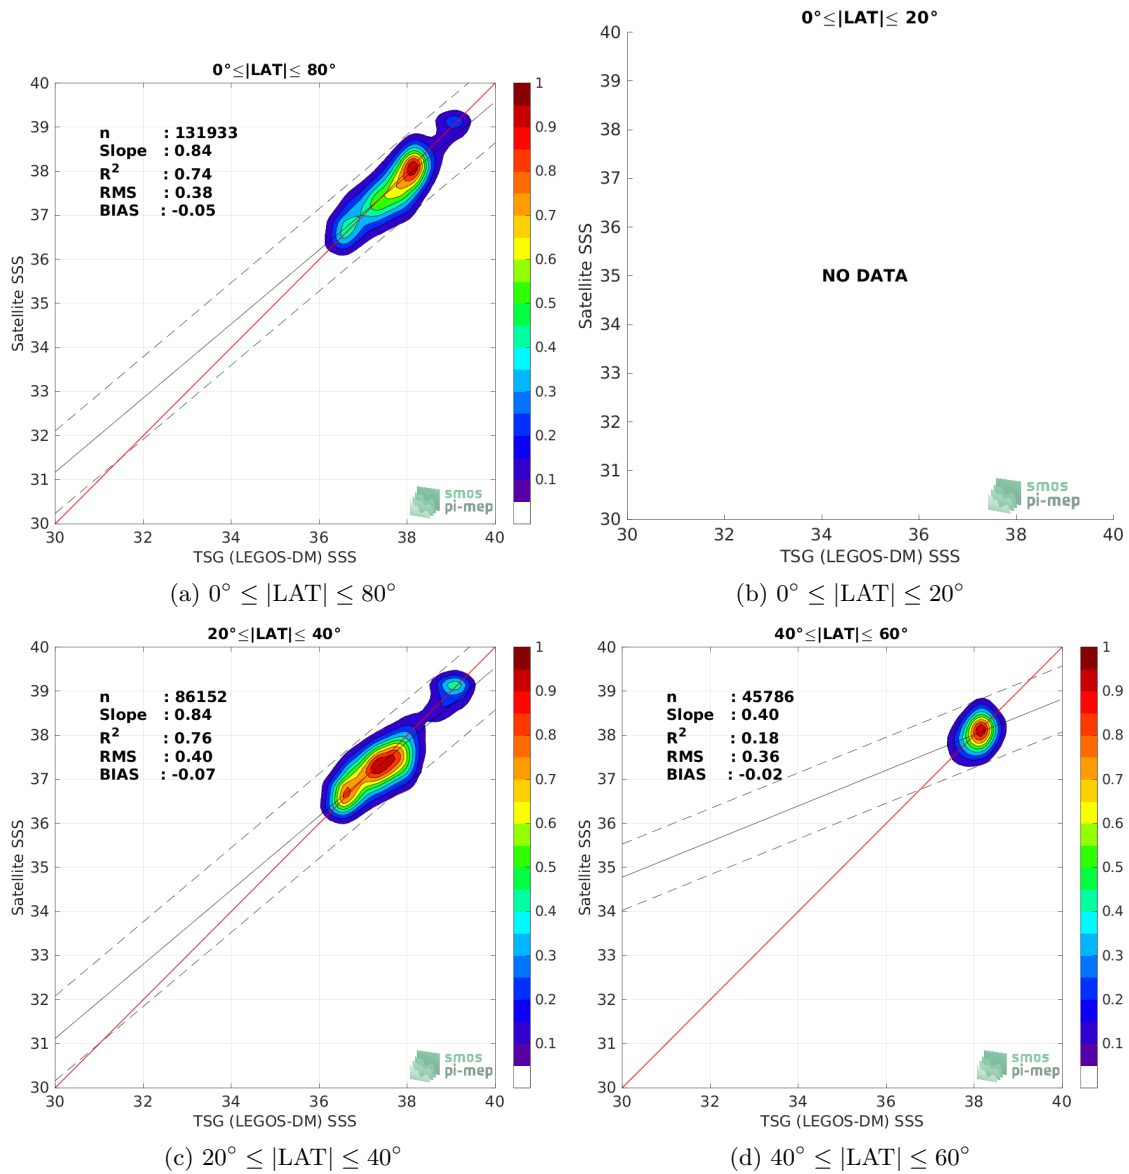 0°≤|LAT|≤ 80°
40
39
38
37
36
35
34
33
32
31
30
Satellite SSS
n : 131933
Slope : 0.84
R² : 0.74
RMS : 0.38
BIAS : -0.05
30 32 34 36 38 40
TSG (LEGOS-DM) SSS
1
0.9
0.8
0.7
0.6
0.5
0.4
0.3
0.2
0.1
smos
pi-mep
(a) 0° ≤ |LAT| ≤ 80°
0°≤|LAT|≤ 20°
40
39
38
37
36
35
34
33
32
31
30
Satellite SSS
NO DATA
smos
pi-mep
30 32 34 36 38 40
TSG (LEGOS-DM) SSS
(b) 0° ≤ |LAT| ≤ 20°
20°≤|LAT|≤ 40°
40
39
38
37
36
35
34
33
32
31
30
Satellite SSS
n : 86152
Slope : 0.84
R² : 0.76
RMS : 0.40
BIAS : -0.07
smos
pi-mep
30 32 34 36 38 40
TSG (LEGOS-DM) SSS
1
0.9
0.8
0.7
0.6
0.5
0.4
0.3
0.2
0.1
(c) 20° ≤ |LAT| ≤ 40°
40°≤|LAT|≤ 60°
40
39
38
37
36
35
34
33
32
31
30
Satellite SSS
n : 45786
Slope : 0.40
R² : 0.18
RMS : 0.36
BIAS : -0.02
smos
pi-mep
30 32 34 36 38 40
TSG (LEGOS-DM) SSS
1
0.9
0.8
0.7
0.6
0.5
0.4
0.3
0.2
0.1
(d) 40° ≤ |LAT| ≤ 60°